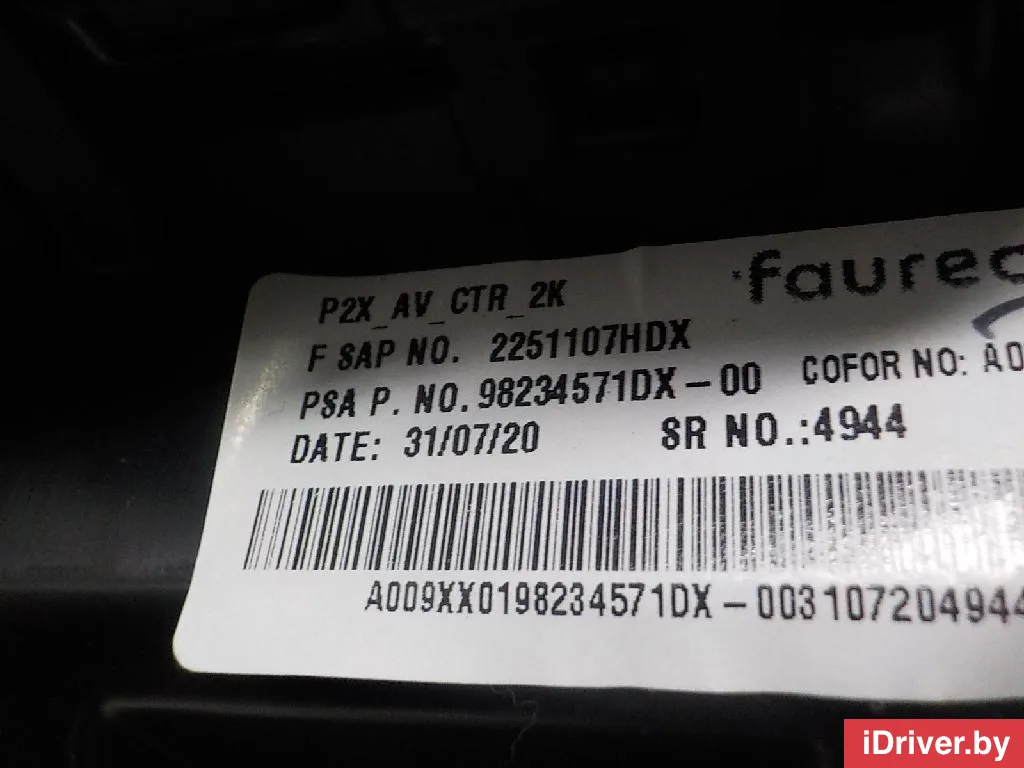 faurec
P2X_AV_CTR_2K
F SAP NO. 2251107HDX
PSA P. NO. 98234571DX-00 COFOR NO: A0
DATE: 31/07/20 SR NO.:4944
A009XX0198234571DX-003107204944
iDriver.by